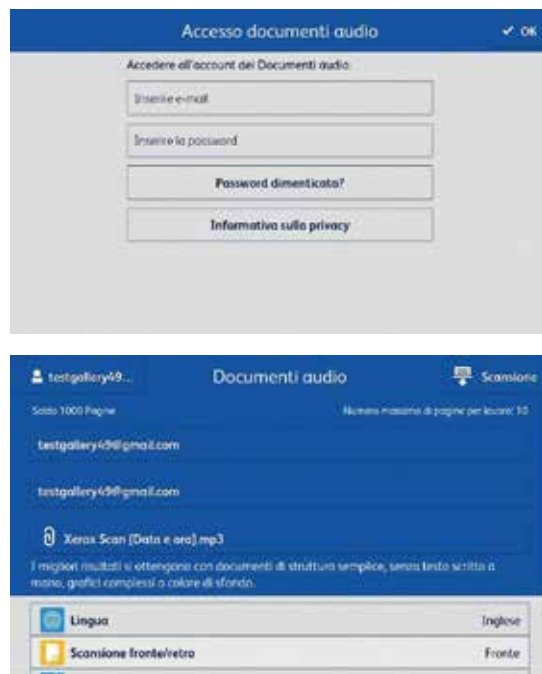 Accesso documenti audio
OK
Accedere all'account dei Documenti audio.
Inserire e-mail
Inserire la password
Password dimenticata?
Informativa sulla privacy
testgallery49...
Documenti audio
Scansione
Saldo 1000 Pagine
Numero massimo di pagine per lavoro: 10
testgallery49@gmail.com
testgallery49@gmail.com
Xerox Scan [Data e ora].mp3
I migliori risultati si ottengono con documenti di struttura semplice, senza testo scritto a
mano, grafici complessi o colore di sfondo.
Lingua
Inglese
Scansione fronte/retro
Fronte